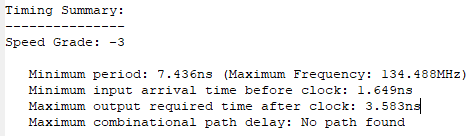 Timing Summary:
---------------
Speed Grade: -3
Minimum period: 7.436ns (Maximum Frequency: 134.488MHz)
Minimum input arrival time before clock: 1.649ns
Maximum output required time after clock: 3.583ns
Maximum combinational path delay: No path found